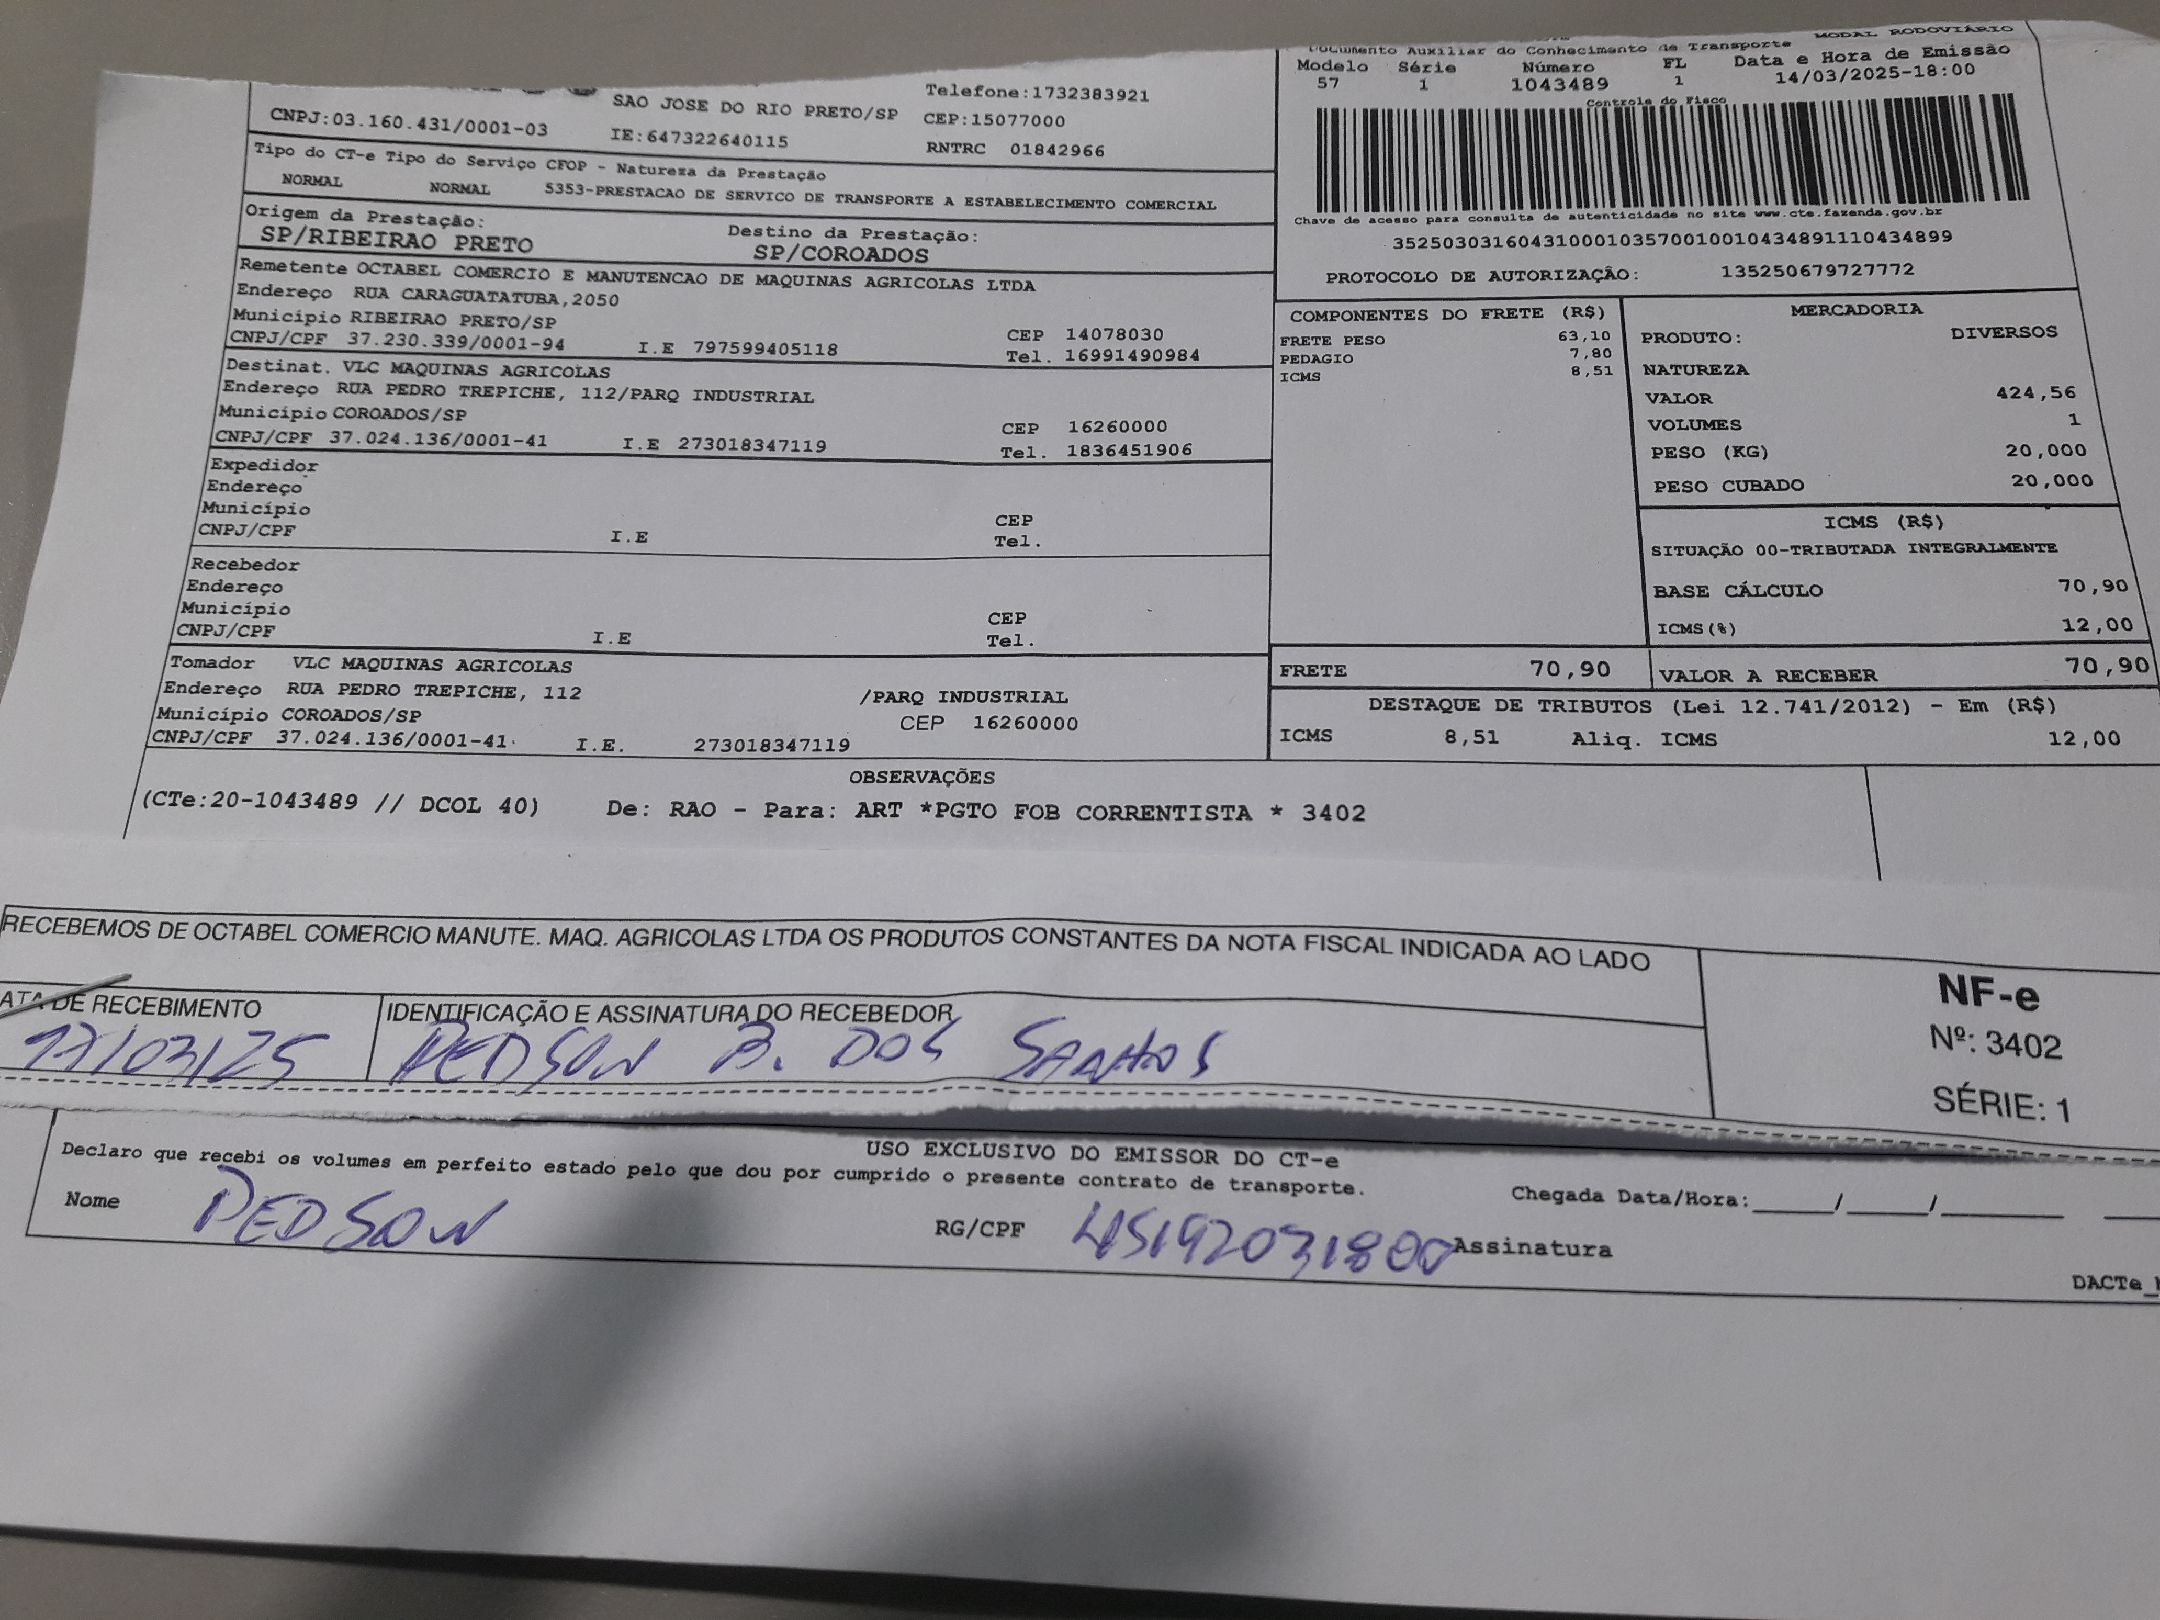 MODAL RODOVIÁRIO
Documento Auxiliar do Conhecimento de Transporte
Modelo Série Número FL Data e Hora de Emissão
57 1 1043489 1 14/03/2025-18:00
Controle do Fisco
SAO JOSE DO RIO PRETO/SP Telefone:1732383921
CNPJ:03.160.431/0001-03 IE:647322640115 CEP:15077000
RNTRC 01842966
Tipo do CT-e Tipo do Serviço CFOP - Natureza da Prestação
NORMAL NORMAL 5353-PRESTACAO DE SERVICO DE TRANSPORTE A ESTABELECIMENTO COMERCIAL
Chave de acesso para consulta de autenticidade no site www.cte.fazenda.gov.br
35250303160431000103570010010434891110434899
PROTOCOLO DE AUTORIZAÇÃO: 135250679727772
Origem da Prestação: Destino da Prestação:
SP/RIBEIRAO PRETO SP/COROADOS
Remetente OCTABEL COMERCIO E MANUTENCAO DE MAQUINAS AGRICOLAS LTDA
Endereço RUA CARAGUATATUBA,2050
Município RIBEIRAO PRETO/SP CEP 14078030
CNPJ/CPF 37.230.339/0001-94 I.E 797599405118 Tel. 16991490984
Destinat. VLC MAQUINAS AGRICOLAS
Endereço RUA PEDRO TREPICHE, 112/PARQ INDUSTRIAL
Município COROADOS/SP CEP 16260000
CNPJ/CPF 37.024.136/0001-41 I.E 273018347119 Tel. 1836451906
Expedidor
Endereço
Município CEP
CNPJ/CPF I.E Tel.
Recebedor
Endereço
Município CEP
CNPJ/CPF I.E Tel.
Tomador VLC MAQUINAS AGRICOLAS
Endereço RUA PEDRO TREPICHE, 112 /PARQ INDUSTRIAL
Município COROADOS/SP CEP 16260000
CNPJ/CPF 37.024.136/0001-41 I.E. 273018347119
COMPONENTES DO FRETE (R$)
FRETE PESO 63,10
PEDAGIO 7,80
ICMS 8,51
MERCADORIA
PRODUTO: DIVERSOS
NATUREZA
VALOR 424,56
VOLUMES 1
PESO (KG) 20,000
PESO CUBADO 20,000
ICMS (R$)
SITUAÇÃO 00-TRIBUTADA INTEGRALMENTE
BASE CÁLCULO 70,90
ICMS(%) 12,00
FRETE 70,90 VALOR A RECEBER 70,90
DESTAQUE DE TRIBUTOS (Lei 12.741/2012) - Em (R$)
ICMS 8,51 Aliq. ICMS 12,00
OBSERVAÇÕES
(CTe:20-1043489 // DCOL 40) De: RAO - Para: ART *PGTO FOB CORRENTISTA * 3402
RECEBEMOS DE OCTABEL COMERCIO MANUTE. MAQ. AGRICOLAS LTDA OS PRODUTOS CONSTANTES DA NOTA FISCAL INDICADA AO LADO
ATA DE RECEBIMENTO IDENTIFICAÇÃO E ASSINATURA DO RECEBEDOR
17/03/25 PEDSON B. DOS SANTOS
NF-e
Nº: 3402
SÉRIE: 1
USO EXCLUSIVO DO EMISSOR DO CT-e
Declaro que recebi os volumes em perfeito estado pelo que dou por cumprido o presente contrato de transporte.
Nome PEDSON RG/CPF 45192031800 Assinatura
Chegada Data/Hora:_____/_____/_______
DACTe_